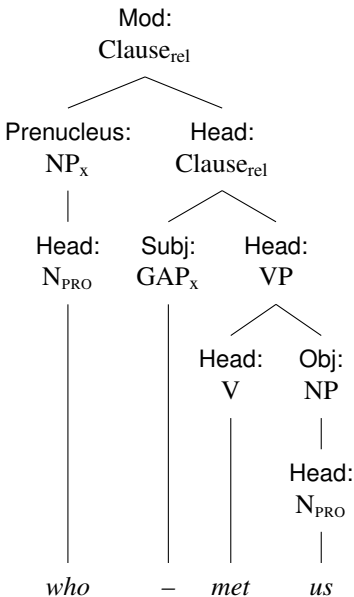 Mod:
Clause_rel
Prenucleus: Head:
NP_x Clause_rel
Head: Subj: Head:
N_PRO GAP_x VP
Head: Obj:
V NP
Head:
N_PRO
who – met us